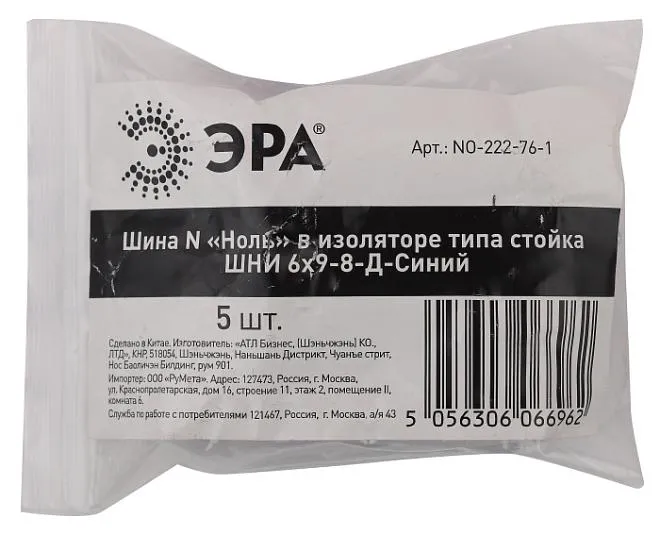 ЭРА®
Арт.: NO-222-76-1
Шина N «Ноль» в изоляторе типа стойка
ШНИ 6х9-8-Д-Синий
5 шт.
Сделано в Китае. Изготовитель: «АТЛ Бизнес, (Шэньчжэнь) КО.,
ЛТД», КНР, 518054, Шэньчжэнь, Наньшань Дистрикт, Чуанъе стрит,
Нос Баоличэн Билдинг, рум 901.
Импортер: ООО «РуМета». Адрес: 127473, Россия, г. Москва,
ул. Краснопролетарская, дом 16, строение 11, этаж 2, помещение II,
комната 6.
Служба по работе с потребителями 121467, Россия, г. Москва, а/я 43
5 056306 066962